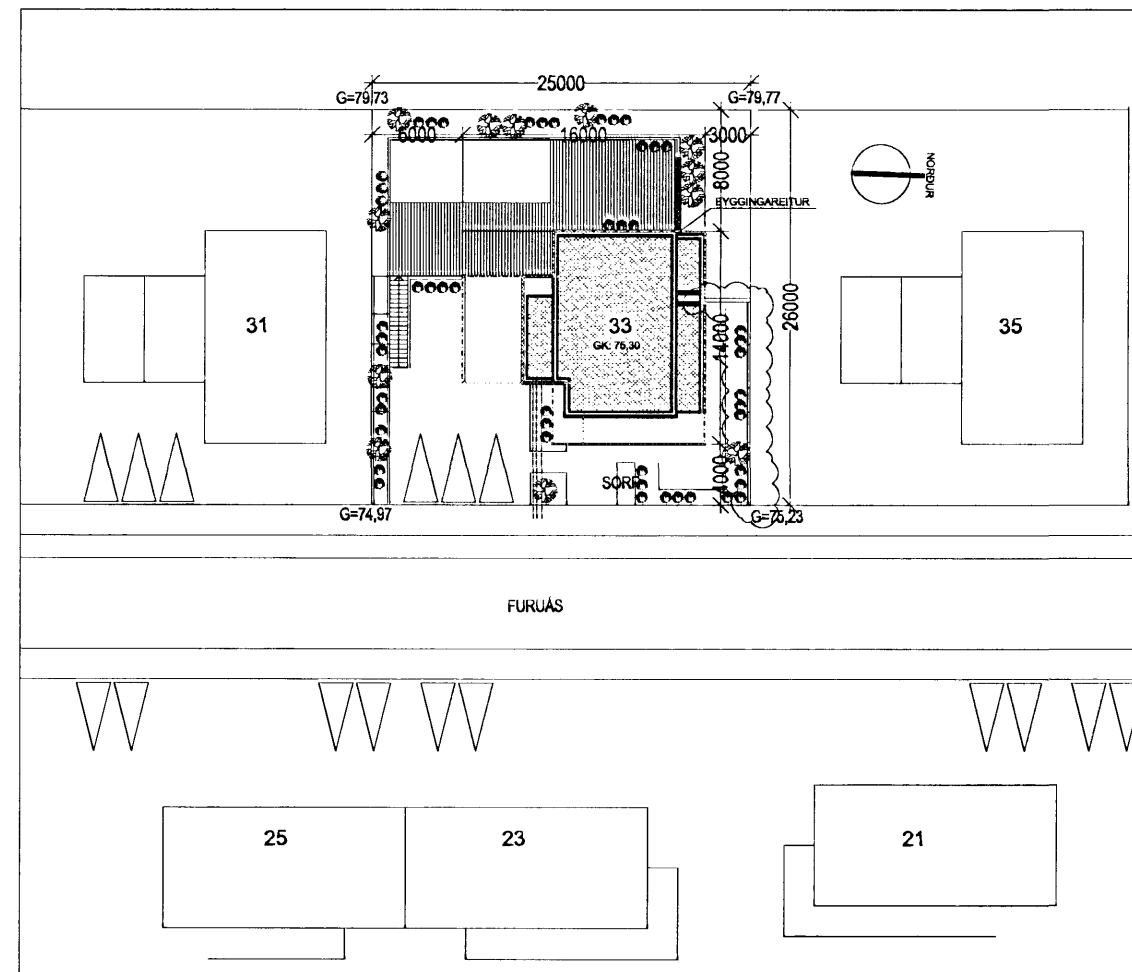 25000
G=79,73
G=79,77
6000
16000
3000
8000
NORÐUR
BYGGINGAREITUR
31
33
GK: 75,30
14000
26000
35
SORP
4000
G=74,97
G=75,23
FURUÁS
25
23
21